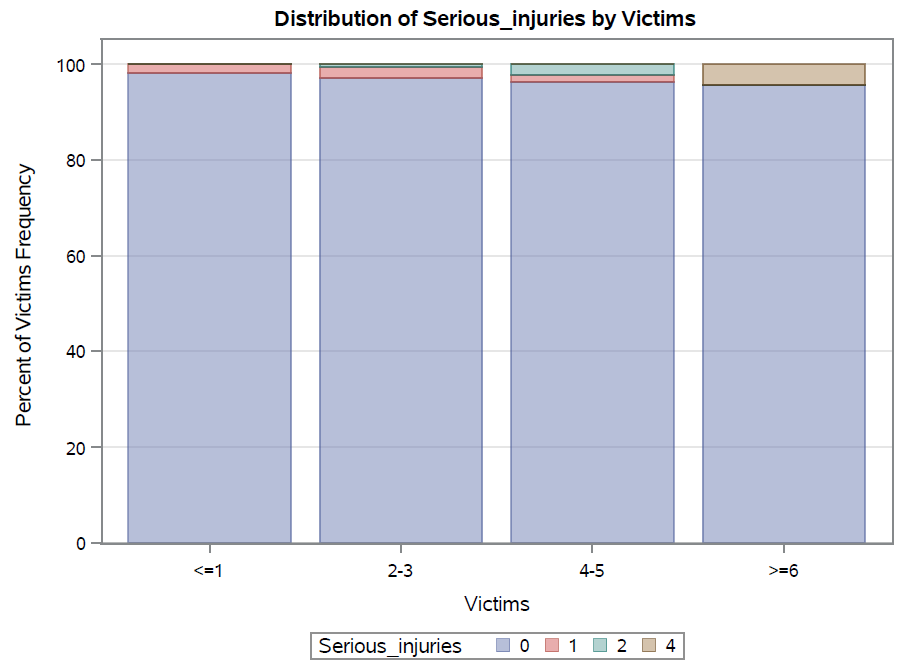 Distribution of Serious_injuries by Victims
Percent of Victims Frequency
100
80
60
40
20
0
<=1 2-3 4-5 >=6
Victims
Serious_injuries 0 1 2 4